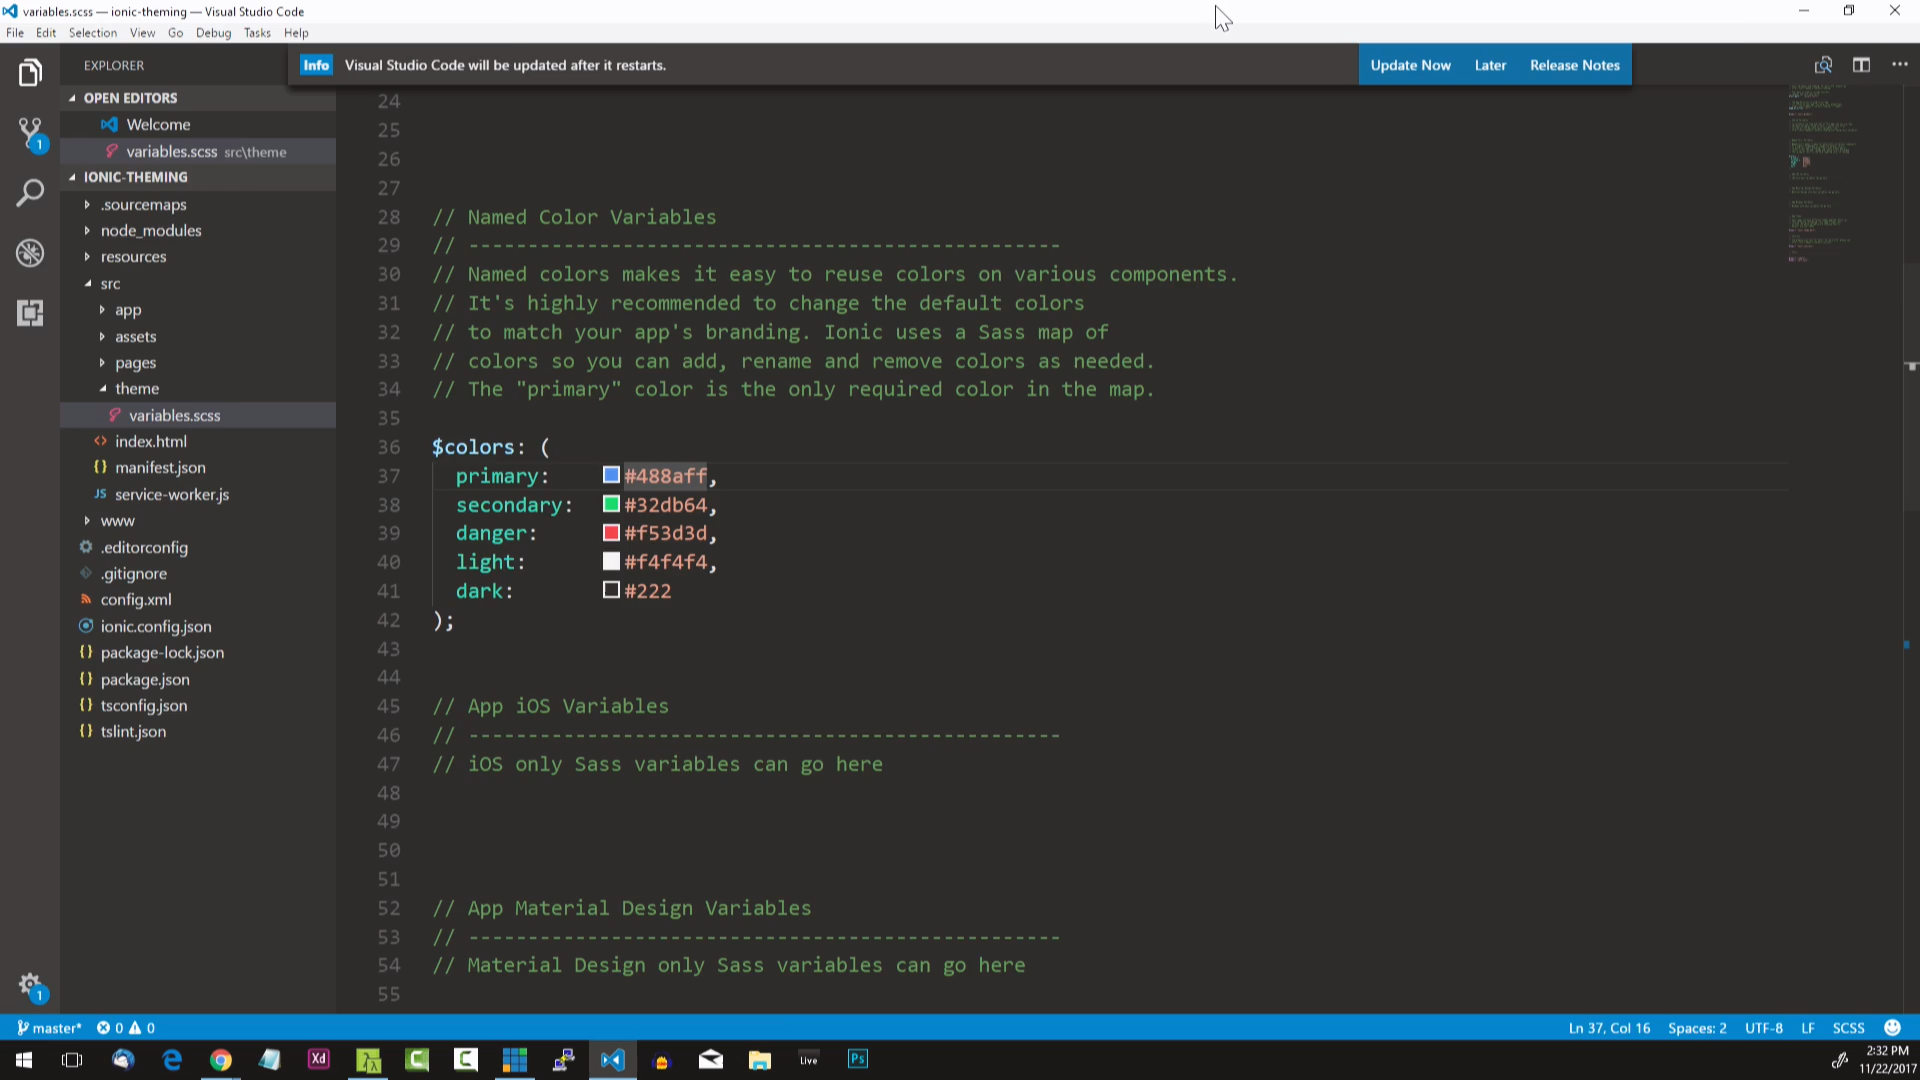 variables.scss — ionic-theming — Visual Studio Code
File Edit Selection View Go Debug Tasks Help
EXPLORER
Info Visual Studio Code will be updated after it restarts. Update Now Later Release Notes
OPEN EDITORS
Welcome
variables.scss src\theme
IONIC-THEMING
.sourcemaps
node_modules
resources
src
app
assets
pages
theme
variables.scss
index.html
{} manifest.json
JS service-worker.js
www
.editorconfig
.gitignore
config.xml
ionic.config.json
{} package-lock.json
{} package.json
{} tsconfig.json
{} tslint.json
1
1
24
25
26
27
28 // Named Color Variables
29 // --------------------------------------------------
30 // Named colors makes it easy to reuse colors on various components.
31 // It's highly recommended to change the default colors
32 // to match your app's branding. Ionic uses a Sass map of
33 // colors so you can add, rename and remove colors as needed.
34 // The "primary" color is the only required color in the map.
35
36 $colors: (
37 primary: #488aff,
38 secondary: #32db64,
39 danger: #f53d3d,
40 light: #f4f4f4,
41 dark: #222
42 );
43
44
45 // App iOS Variables
46 // --------------------------------------------------
47 // iOS only Sass variables can go here
48
49
50
51
52 // App Material Design Variables
53 // --------------------------------------------------
54 // Material Design only Sass variables can go here
55
master* 0 0 Ln 37, Col 16 Spaces: 2 UTF-8 LF SCSS
Xd C C Live Ps
2:32 PM
11/22/2017